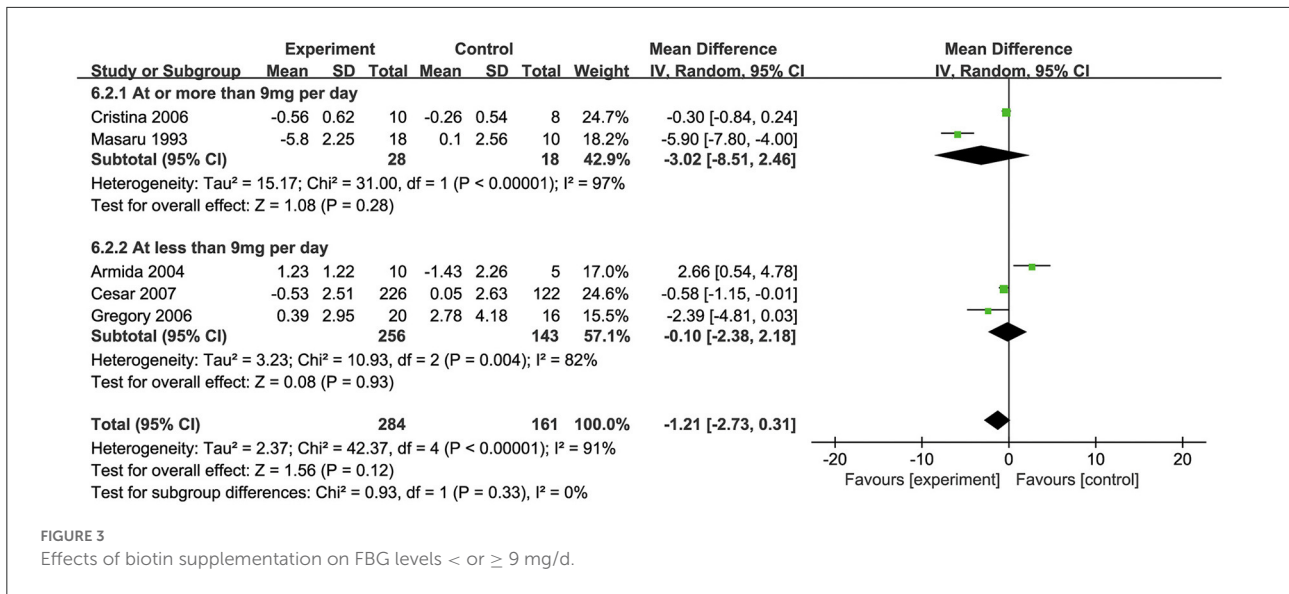 Experiment Control Mean Difference Mean Difference
Study or Subgroup Mean SD Total Mean SD Total Weight IV, Random, 95% CI IV, Random, 95% CI
6.2.1 At or more than 9mg per day
Cristina 2006 -0.56 0.62 10 -0.26 0.54 8 24.7% -0.30 [-0.84, 0.24]
Masaru 1993 -5.8 2.25 18 0.1 2.56 10 18.2% -5.90 [-7.80, -4.00]
Subtotal (95% CI) 28 18 42.9% -3.02 [-8.51, 2.46]
Heterogeneity: Tau² = 15.17; Chi² = 31.00, df = 1 (P < 0.00001); I² = 97%
Test for overall effect: Z = 1.08 (P = 0.28)
6.2.2 At less than 9mg per day
Armida 2004 1.23 1.22 10 -1.43 2.26 5 17.0% 2.66 [0.54, 4.78]
Cesar 2007 -0.53 2.51 226 0.05 2.63 122 24.6% -0.58 [-1.15, -0.01]
Gregory 2006 0.39 2.95 20 2.78 4.18 16 15.5% -2.39 [-4.81, 0.03]
Subtotal (95% CI) 256 143 57.1% -0.10 [-2.38, 2.18]
Heterogeneity: Tau² = 3.23; Chi² = 10.93, df = 2 (P = 0.004); I² = 82%
Test for overall effect: Z = 0.08 (P = 0.93)
Total (95% CI) 284 161 100.0% -1.21 [-2.73, 0.31]
Heterogeneity: Tau² = 2.37; Chi² = 42.37, df = 4 (P < 0.00001); I² = 91%
Test for overall effect: Z = 1.56 (P = 0.12)
Test for subgroup differences: Chi² = 0.93, df = 1 (P = 0.33), I² = 0%
-20 -10 0 10 20
Favours [experiment] Favours [control]
FIGURE 3
Effects of biotin supplementation on FBG levels < or ≥ 9 mg/d.